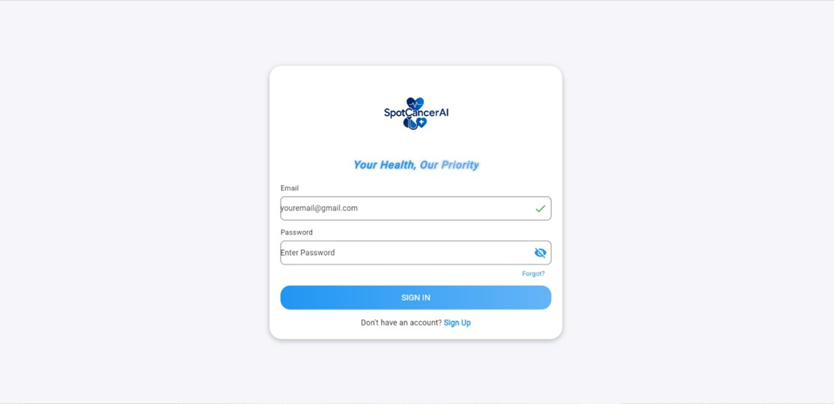 SpotCancerAI
Your Health, Our Priority
Email
youremail@gmail.com
Password
Enter Password
Forgot?
SIGN IN
Don't have an account? Sign Up